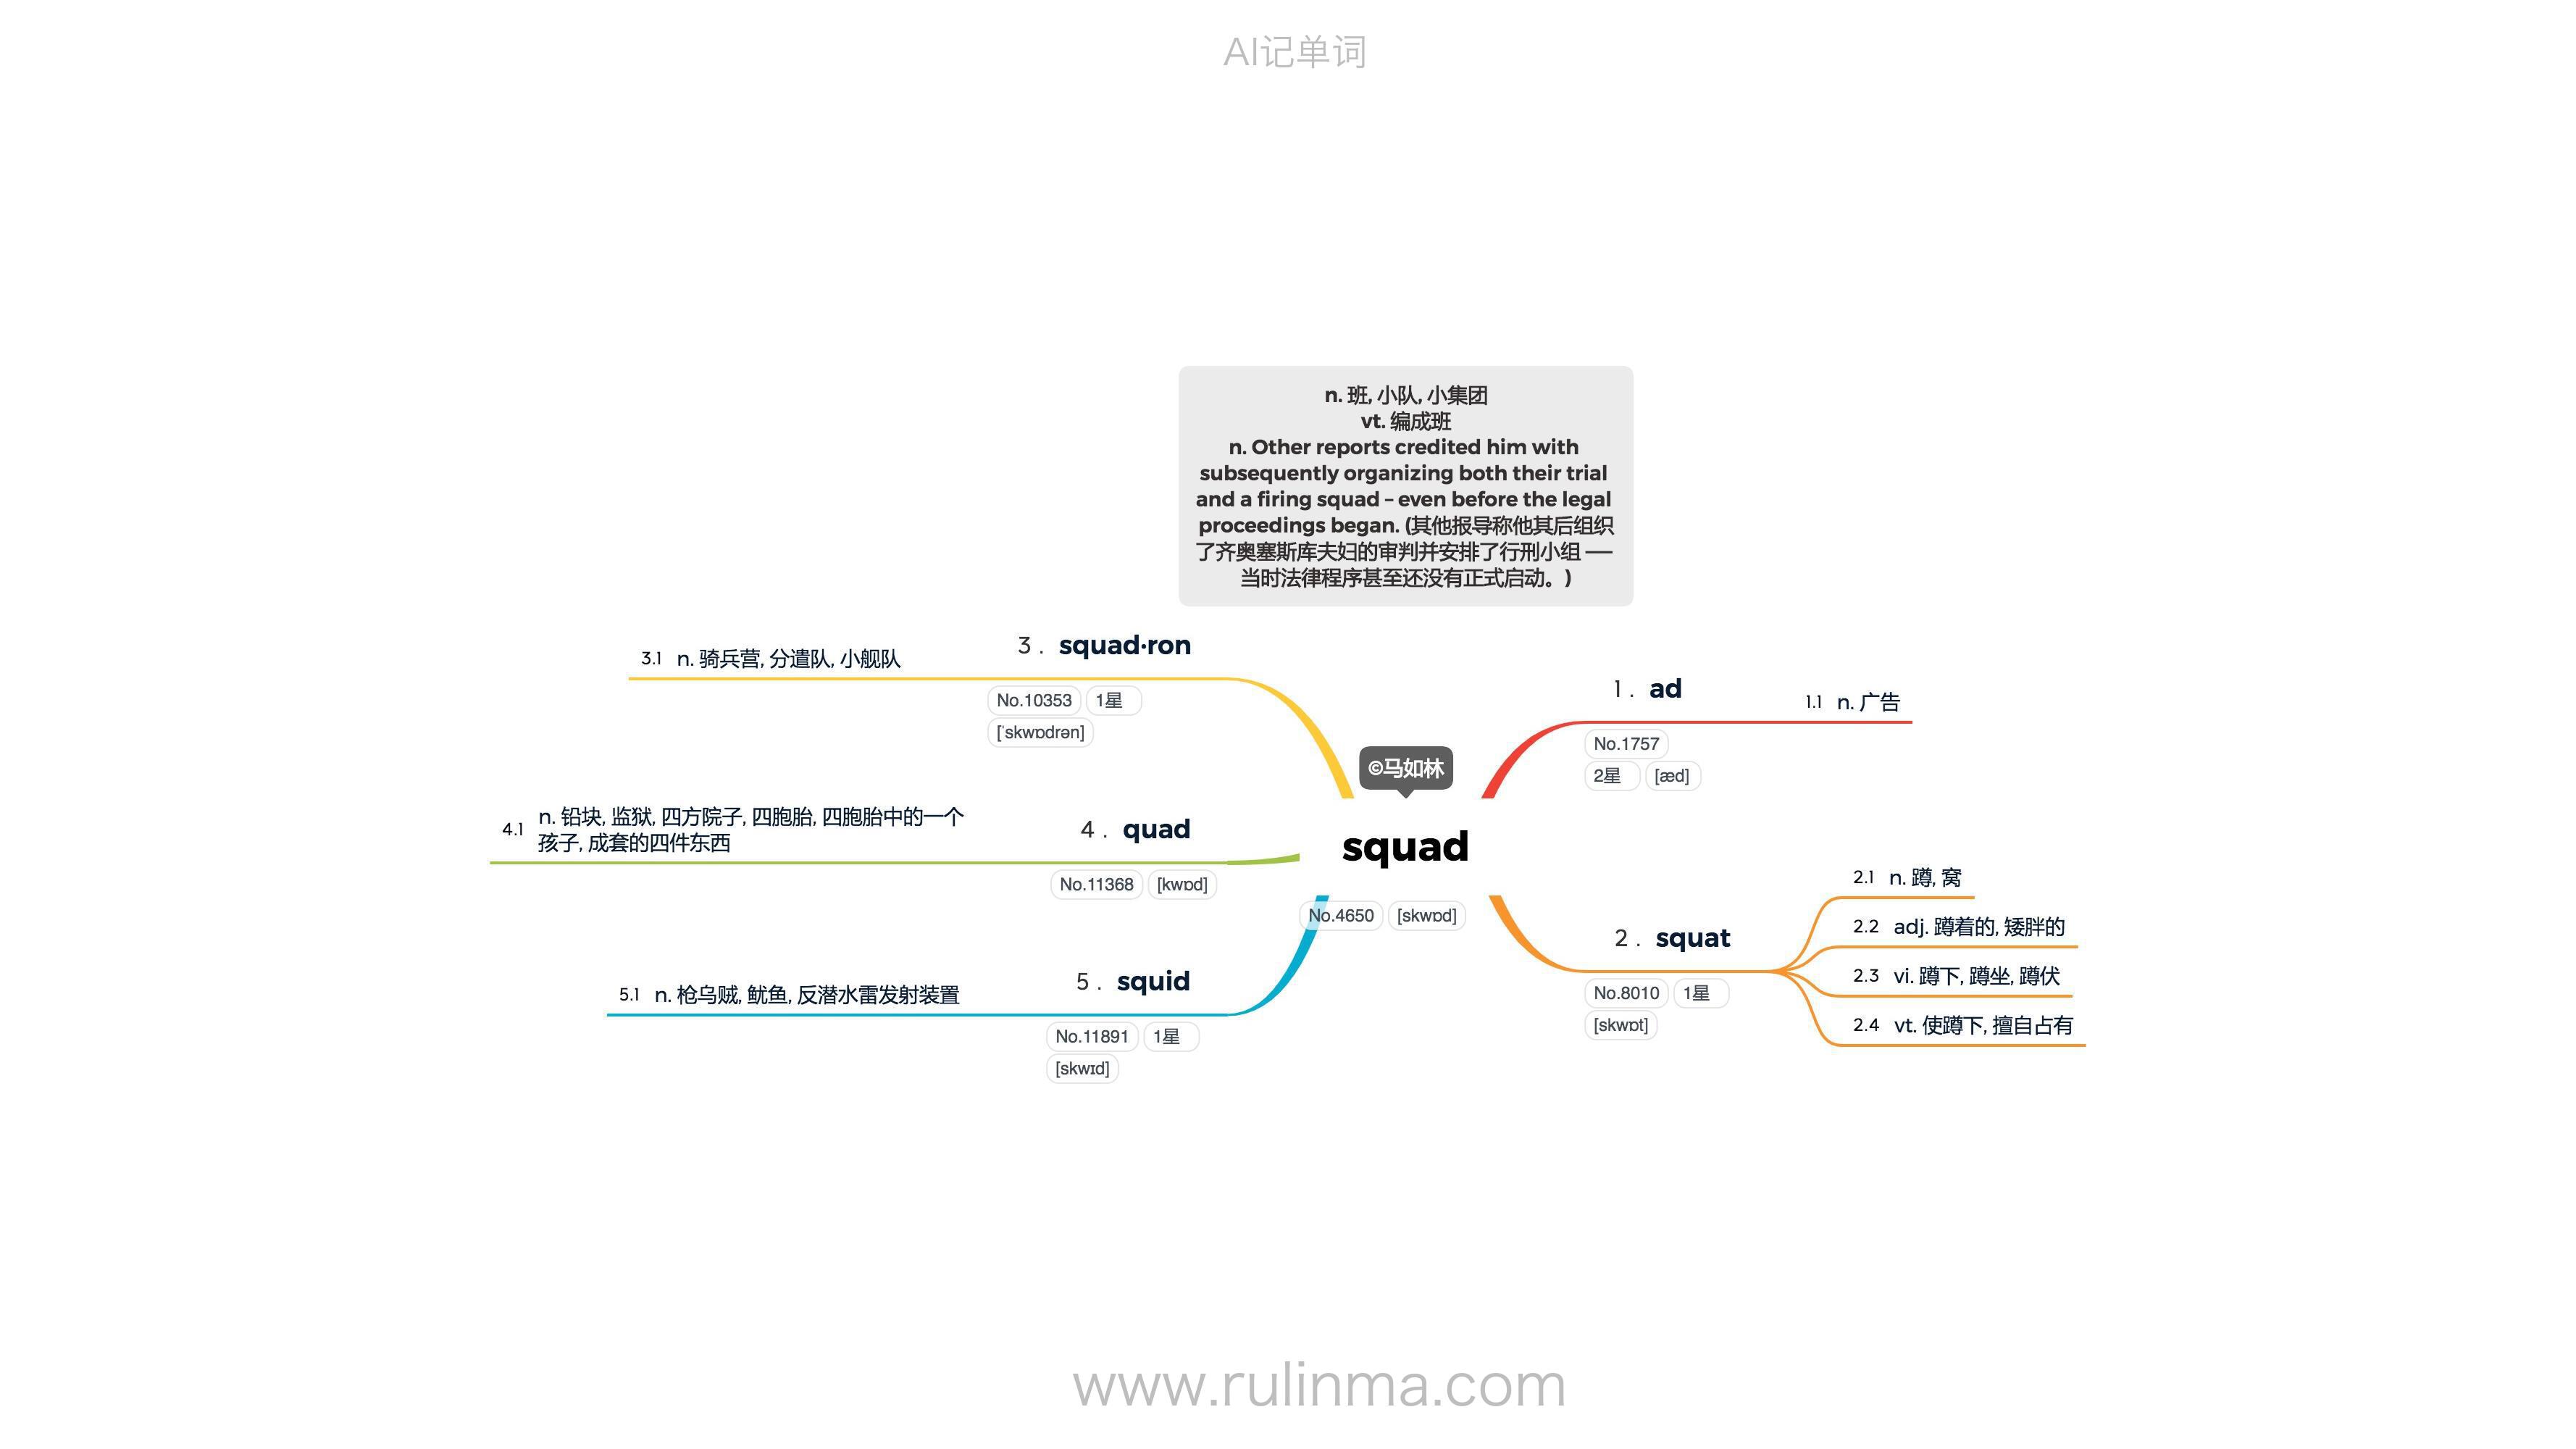 AI记单词
n. 班, 小队, 小集团
vt. 编成班
n. Other reports credited him with
subsequently organizing both their trial
and a firing squad – even before the legal
proceedings began. (其他报导称他其后组织
了齐奥塞斯库夫妇的审判并安排了行刑小组 ——
当时法律程序甚至还没有正式启动。)
©马如林
squad
No.4650 [skwɒd]
1. ad
No.1757
2星 [æd]
1.1 n. 广告
2. squat
No.8010 1星
[skwɒt]
2.1 n. 蹲, 窝
2.2 adj. 蹲着的, 矮胖的
2.3 vi. 蹲下, 蹲坐, 蹲伏
2.4 vt. 使蹲下, 擅自占有
3. squad·ron
No.10353 1星
[ˈskwɒdrən]
3.1 n. 骑兵营, 分遣队, 小舰队
4. quad
No.11368 [kwɒd]
4.1 n. 铅块, 监狱, 四方院子, 四胞胎, 四胞胎中的一个
孩子, 成套的四件东西
5. squid
No.11891 1星
[skwɪd]
5.1 n. 枪乌贼, 鱿鱼, 反潜水雷发射装置
www.rulinma.com